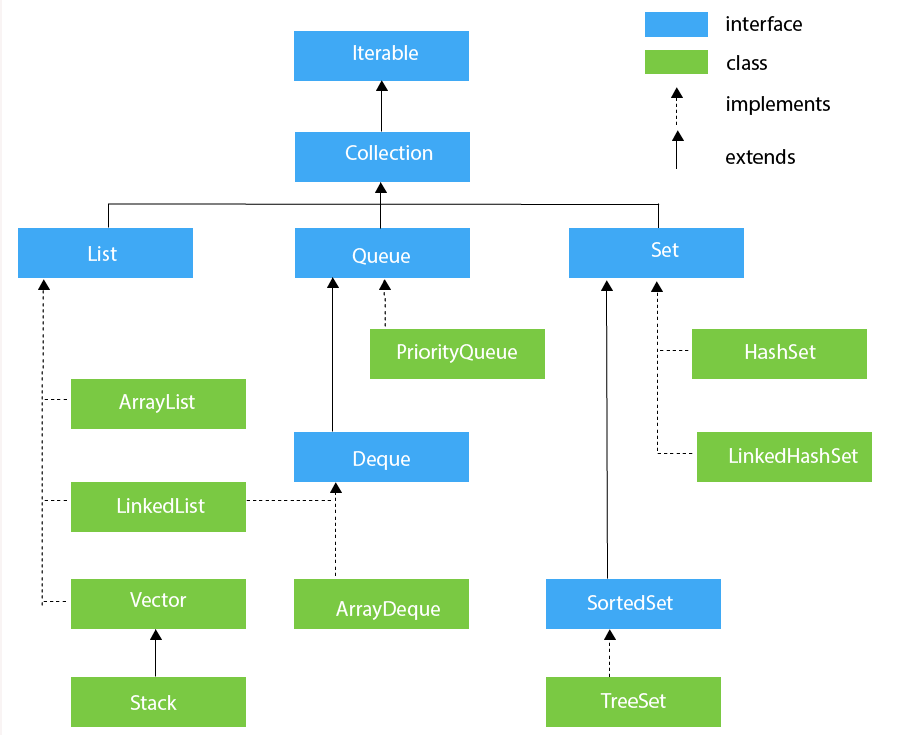 interface
class
implements
extends
Iterable
Collection
List
Queue
Set
PriorityQueue
HashSet
ArrayList
Deque
LinkedHashSet
LinkedList
Vector
ArrayDeque
SortedSet
Stack
TreeSet